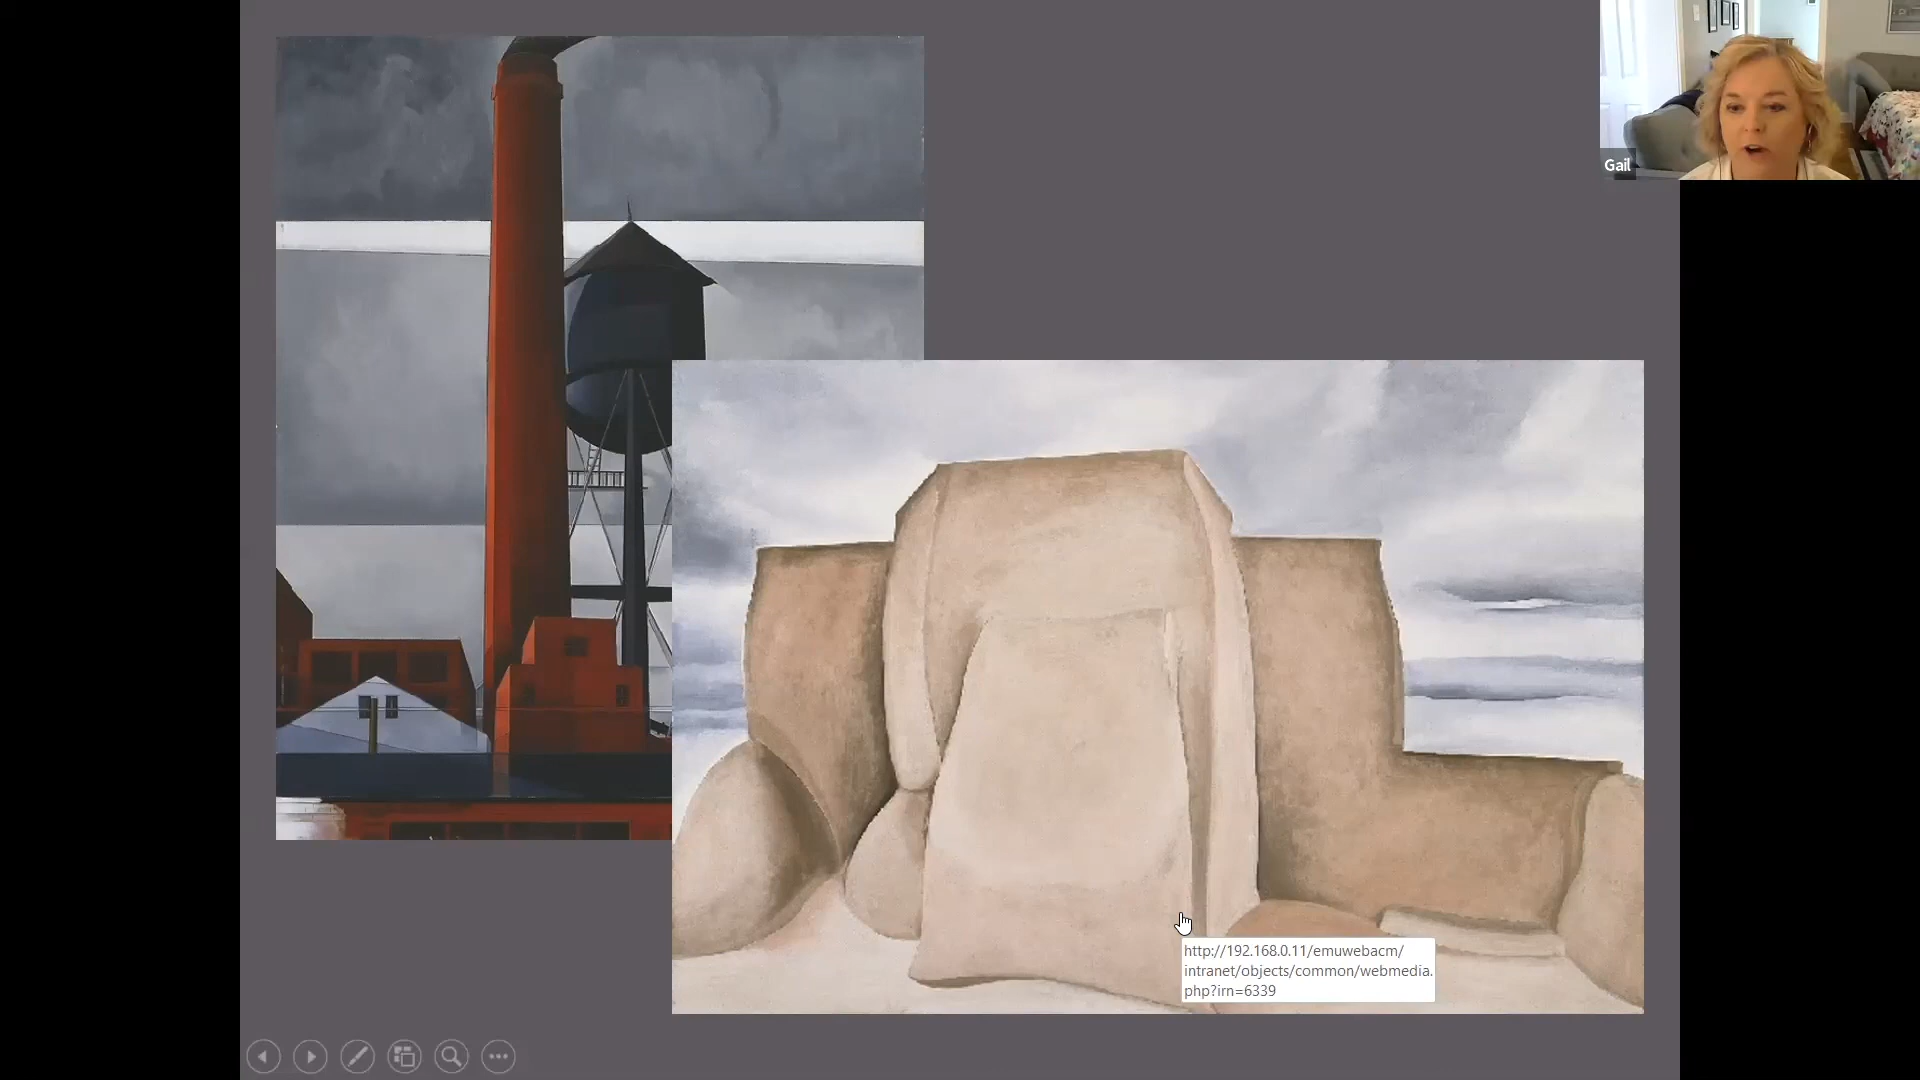 Gail
http://192.168.0.11/emuwebacm/
intranet/objects/common/webmedia.
php?irn=6339